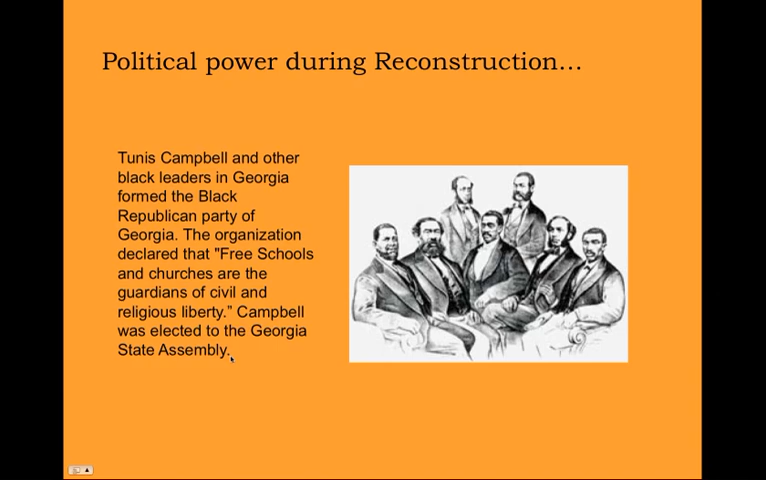 Political power during Reconstruction...
Tunis Campbell and other
black leaders in Georgia
formed the Black
Republican party of
Georgia. The organization
declared that "Free Schools
and churches are the
guardians of civil and
religious liberty." Campbell
was elected to the Georgia
State Assembly.